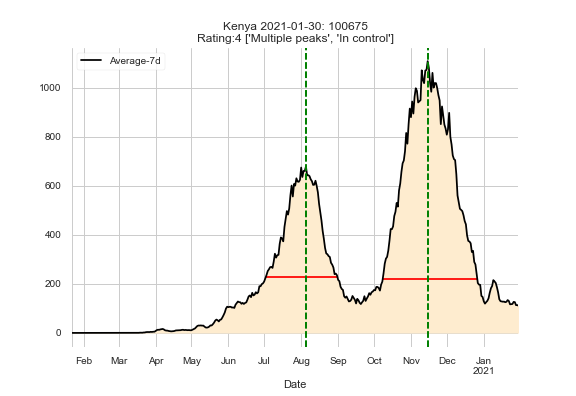 Kenya 2021-01-30: 100675
Rating:4 ['Multiple peaks', 'In control']
Average-7d
1000
800
600
400
200
0
Feb Mar Apr May Jun Jul Aug Sep Oct Nov Dec Jan
2021
Date